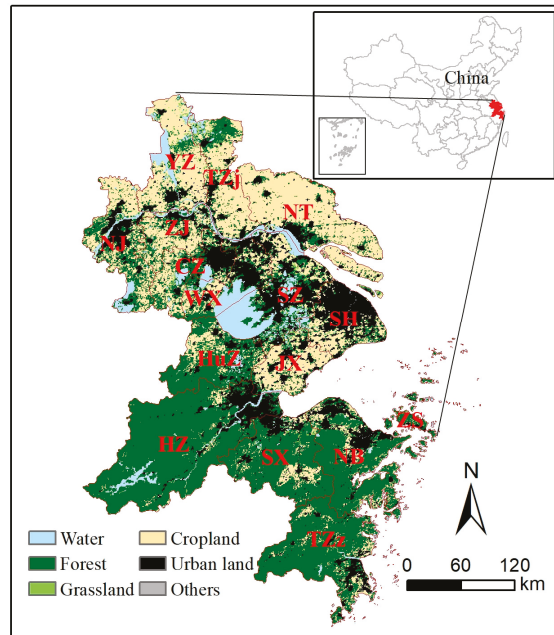 China
YZ
TZj
NT
NJ
ZJ
CZ
WX
SZ
SH
HuZ
JX
HZ
SX
NB
ZS
TZz
N
Water
Cropland
Forest
Urban land
Grassland
Others
0 60 120
km